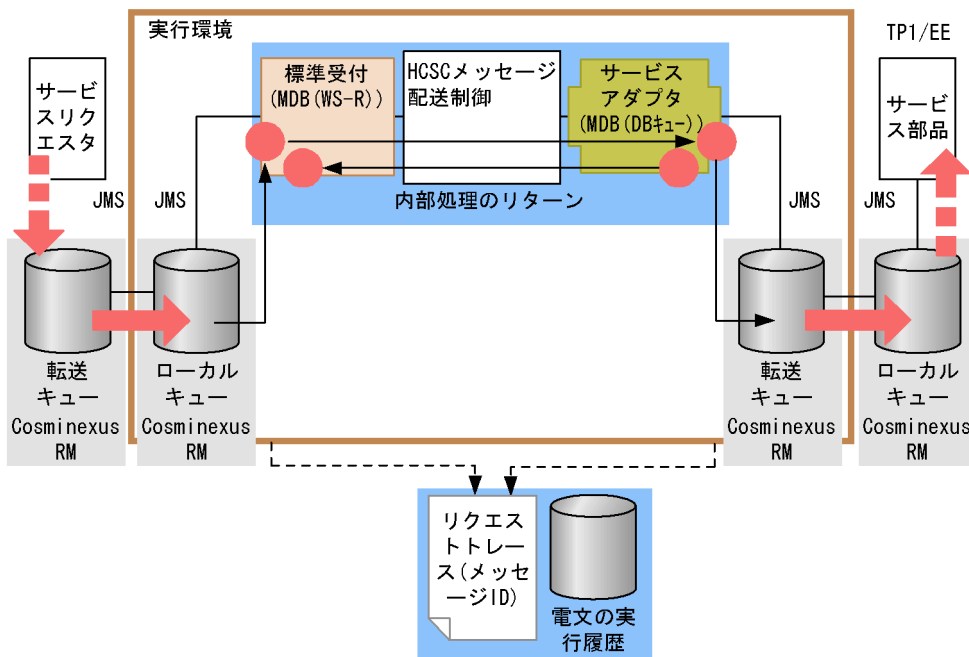 実行環境
TP1/EE
サービ
スリク
エスタ
標準受付
(MDB(WS-R))
HCSCメッセージ
配送制御
サービス
アダプタ
(MDB(DBｷｭｰ))
サービ
ス部品
内部処理のリターン
JMS
JMS
JMS
JMS
転送
キュー
Cosminexus
RM
ローカル
キュー
Cosminexus
RM
転送
キュー
Cosminexus
RM
ローカル
キュー
Cosminexus
RM
リクエス
トトレー
ス(メッセ
ージID)
電文の実
行履歴